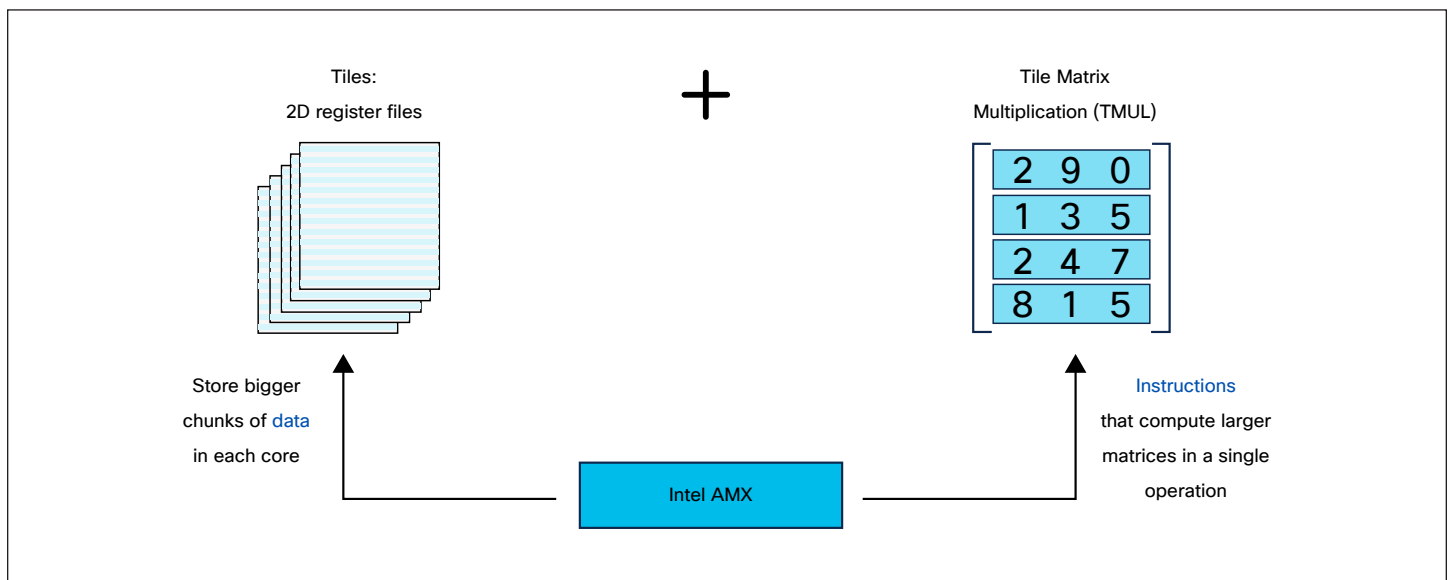 Tiles:
2D register files
+
Tile Matrix
Multiplication (TMUL)
2 9 0
1 3 5
2 4 7
8 1 5
Store bigger
chunks of data
in each core
Instructions
that compute larger
matrices in a single
operation
Intel AMX